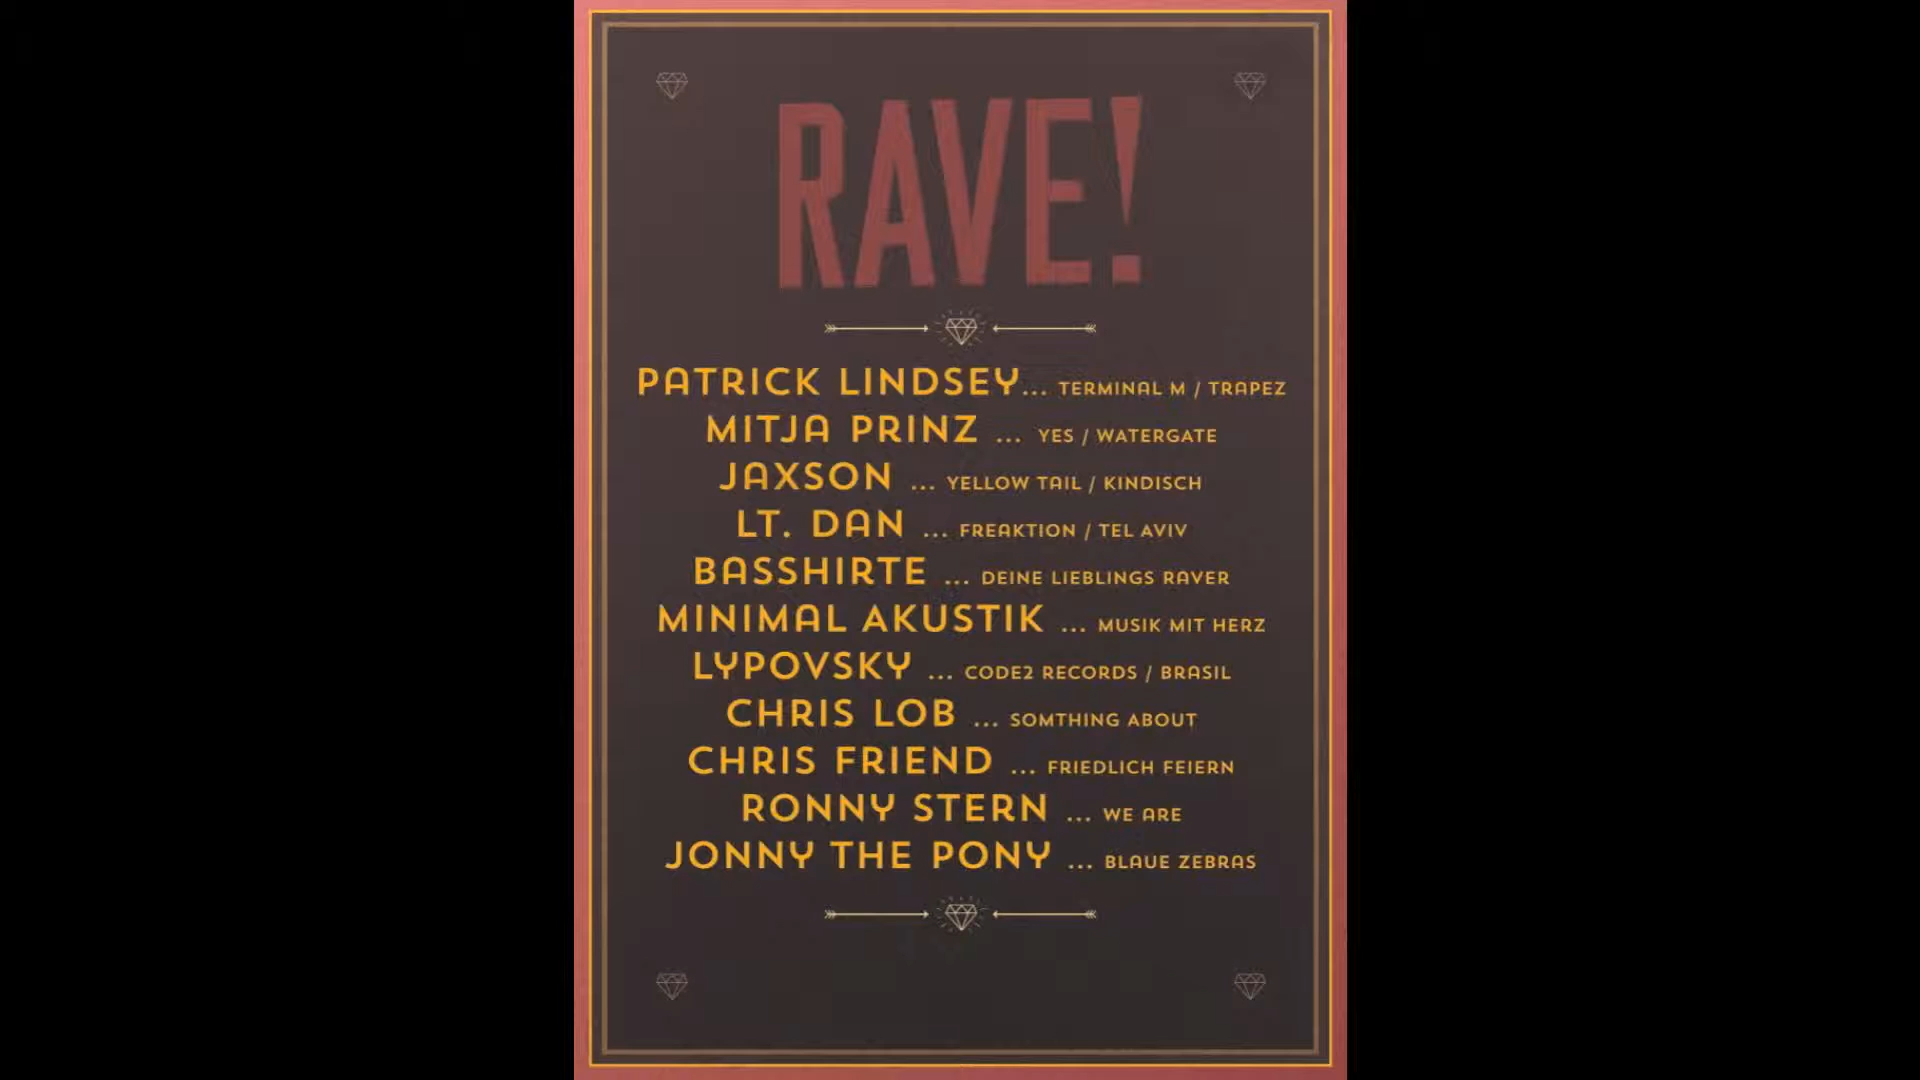 RAVE!
PATRICK LINDSEY... TERMINAL M / TRAPEZ
MITJA PRINZ ... YES / WATERGATE
JAXSON ... YELLOW TAIL / KINDISCH
LT. DAN ... FREAKTION / TEL AVIV
BASSHIRTE ... DEINE LIEBLINGS RAVER
MINIMAL AKUSTIK ... MUSIK MIT HERZ
LYPOVSKY ... CODE2 RECORDS / BRASIL
CHRIS LOB ... SOMTHING ABOUT
CHRIS FRIEND ... FRIEDLICH FEIERN
RONNY STERN ... WE ARE
JONNY THE PONY ... BLAUE ZEBRAS